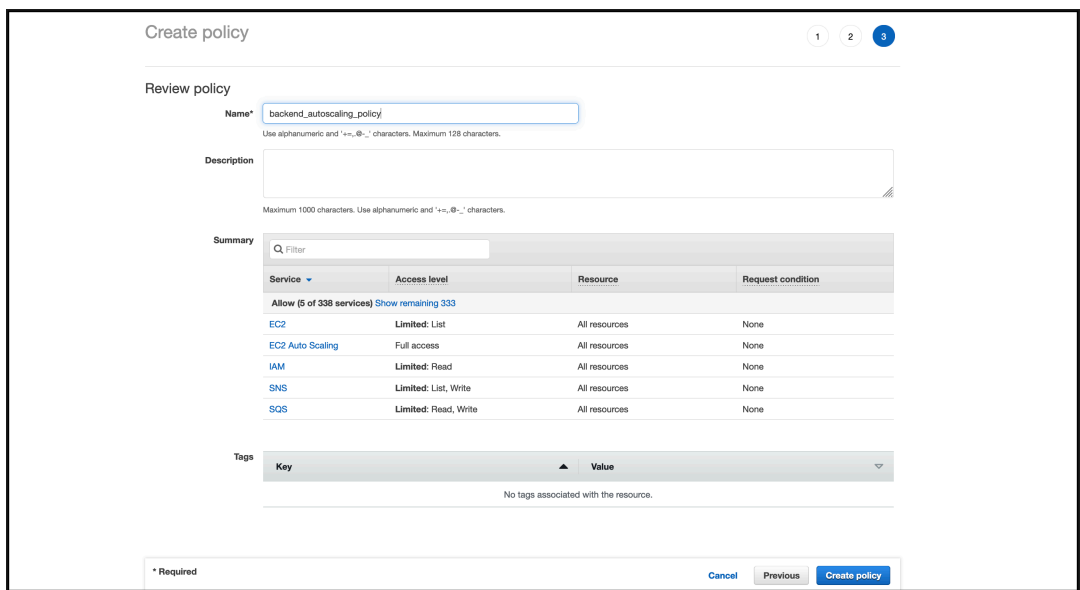 Create policy
1 2 3
Review policy
Name* backend_autoscaling_policy
Use alphanumeric and '+=,.@-_' characters. Maximum 128 characters.
Description
Maximum 1000 characters. Use alphanumeric and '+=,.@-_' characters.
Summary Filter
Service Access level Resource Request condition
Allow (5 of 338 services) Show remaining 333
EC2 Limited: List All resources None
EC2 Auto Scaling Full access All resources None
IAM Limited: Read All resources None
SNS Limited: List, Write All resources None
SQS Limited: Read, Write All resources None
Tags Key Value
No tags associated with the resource.
* Required Cancel Previous Create policy